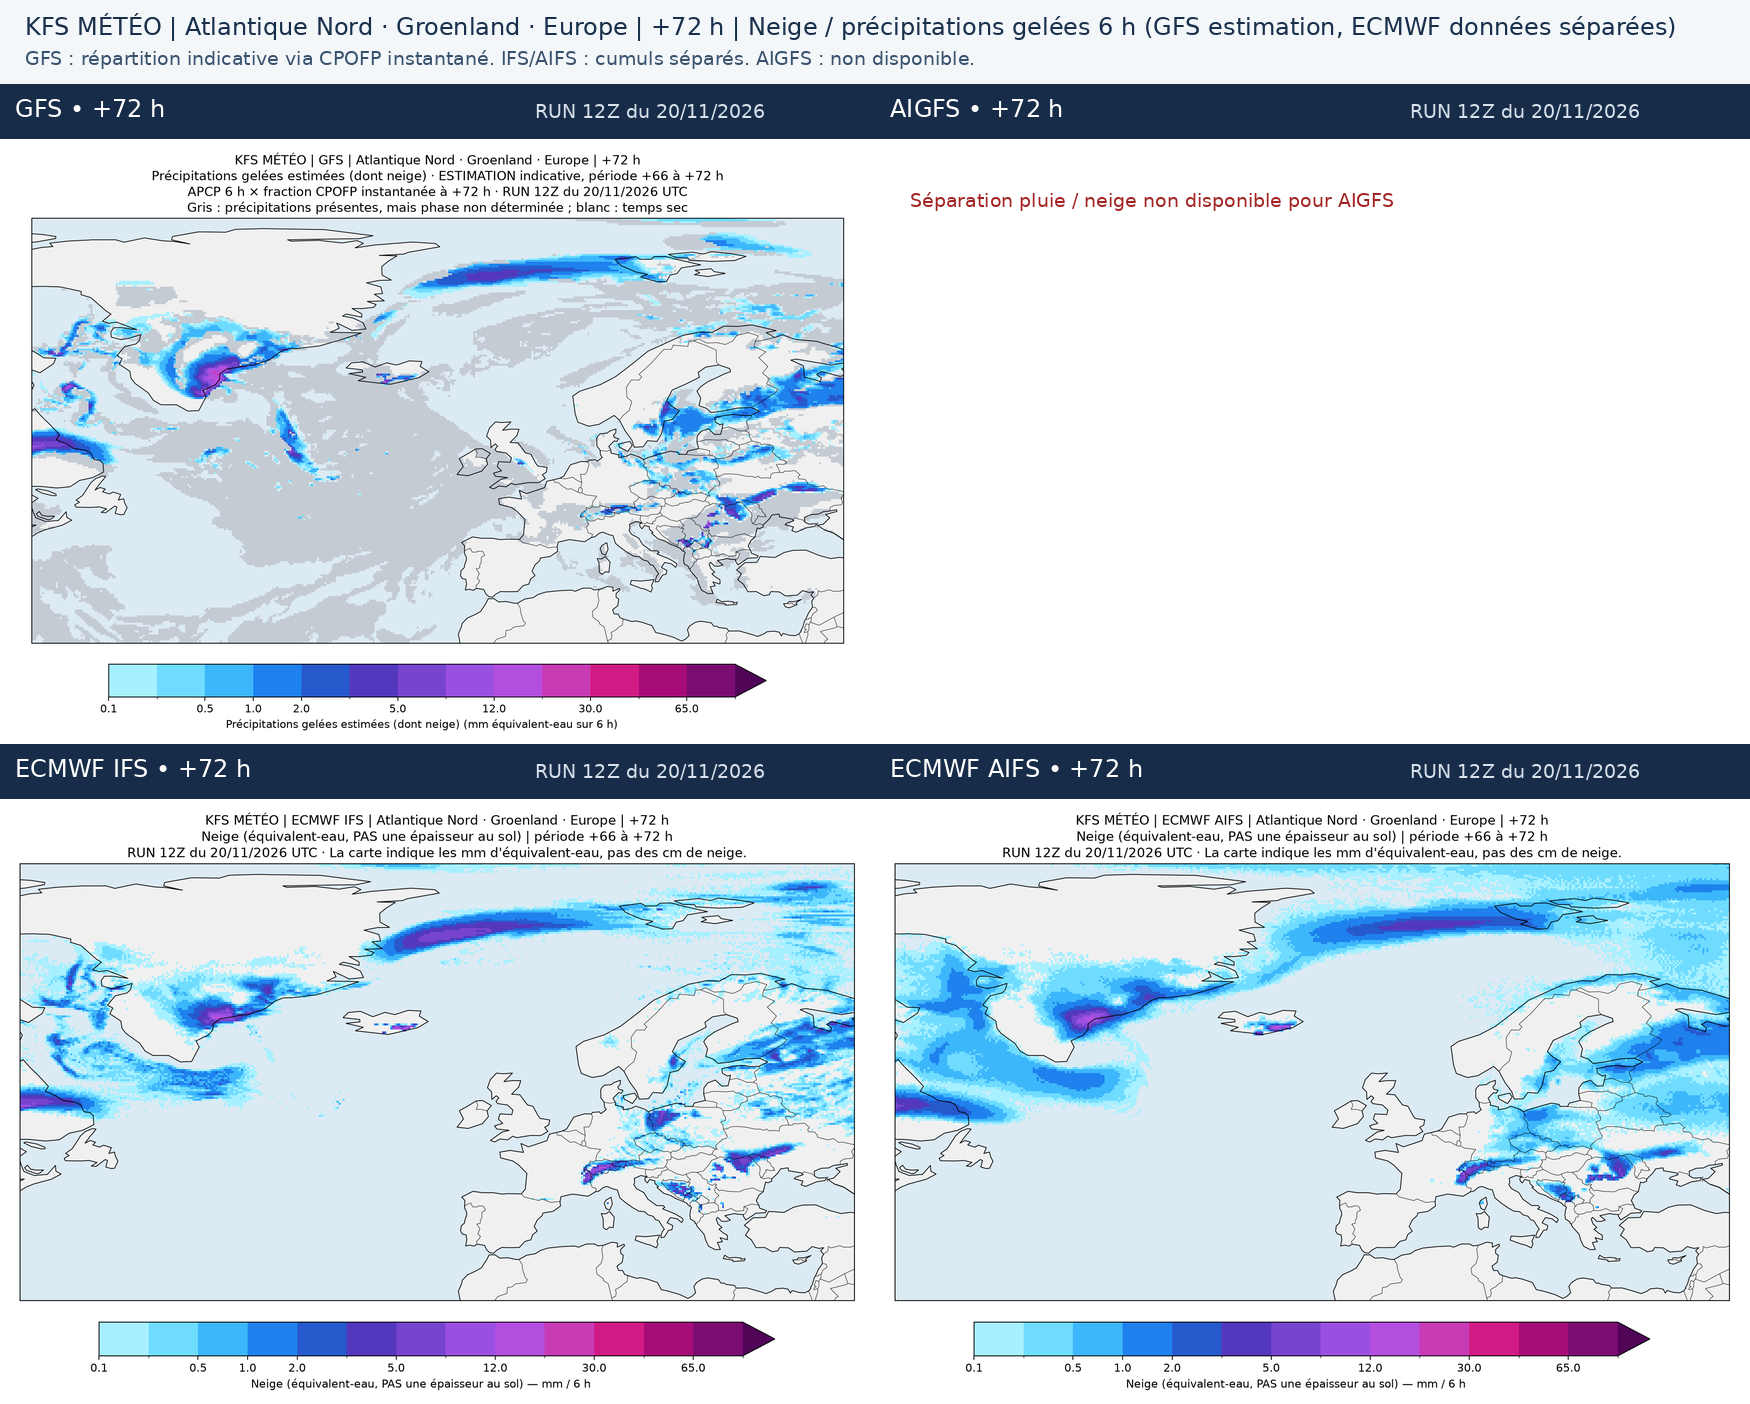 KFS MÉTÉO | Atlantique Nord · Groenland · Europe | +72 h | Neige / précipitations gelées 6 h (GFS estimation, ECMWF données séparées)
GFS : répartition indicative via CPOFP instantané. IFS/AIFS : cumuls séparés. AIGFS : non disponible.
GFS • +72 h
RUN 12Z du 20/11/2026
AIGFS • +72 h
RUN 12Z du 20/11/2026
KFS MÉTÉO | GFS | Atlantique Nord · Groenland · Europe | +72 h
Précipitations gelées estimées (dont neige) · ESTIMATION indicative, période +66 à +72 h
APCP 6 h × fraction CPOFP instantanée à +72 h · RUN 12Z du 20/11/2026 UTC
Gris : précipitations présentes, mais phase non déterminée ; blanc : temps sec
Séparation pluie / neige non disponible pour AIGFS
0.1 0.5 1.0 2.0 5.0 12.0 30.0 65.0
Précipitations gelées estimées (dont neige) (mm équivalent-eau sur 6 h)
ECMWF IFS • +72 h
RUN 12Z du 20/11/2026
ECMWF AIFS • +72 h
RUN 12Z du 20/11/2026
KFS MÉTÉO | ECMWF IFS | Atlantique Nord · Groenland · Europe | +72 h
Neige (équivalent-eau, PAS une épaisseur au sol) | période +66 à +72 h
RUN 12Z du 20/11/2026 UTC · La carte indique les mm d'équivalent-eau, pas des cm de neige.
KFS MÉTÉO | ECMWF AIFS | Atlantique Nord · Groenland · Europe | +72 h
Neige (équivalent-eau, PAS une épaisseur au sol) | période +66 à +72 h
RUN 12Z du 20/11/2026 UTC · La carte indique les mm d'équivalent-eau, pas des cm de neige.
0.1 0.5 1.0 2.0 5.0 12.0 30.0 65.0
Neige (équivalent-eau, PAS une épaisseur au sol) — mm / 6 h
0.1 0.5 1.0 2.0 5.0 12.0 30.0 65.0
Neige (équivalent-eau, PAS une épaisseur au sol) — mm / 6 h